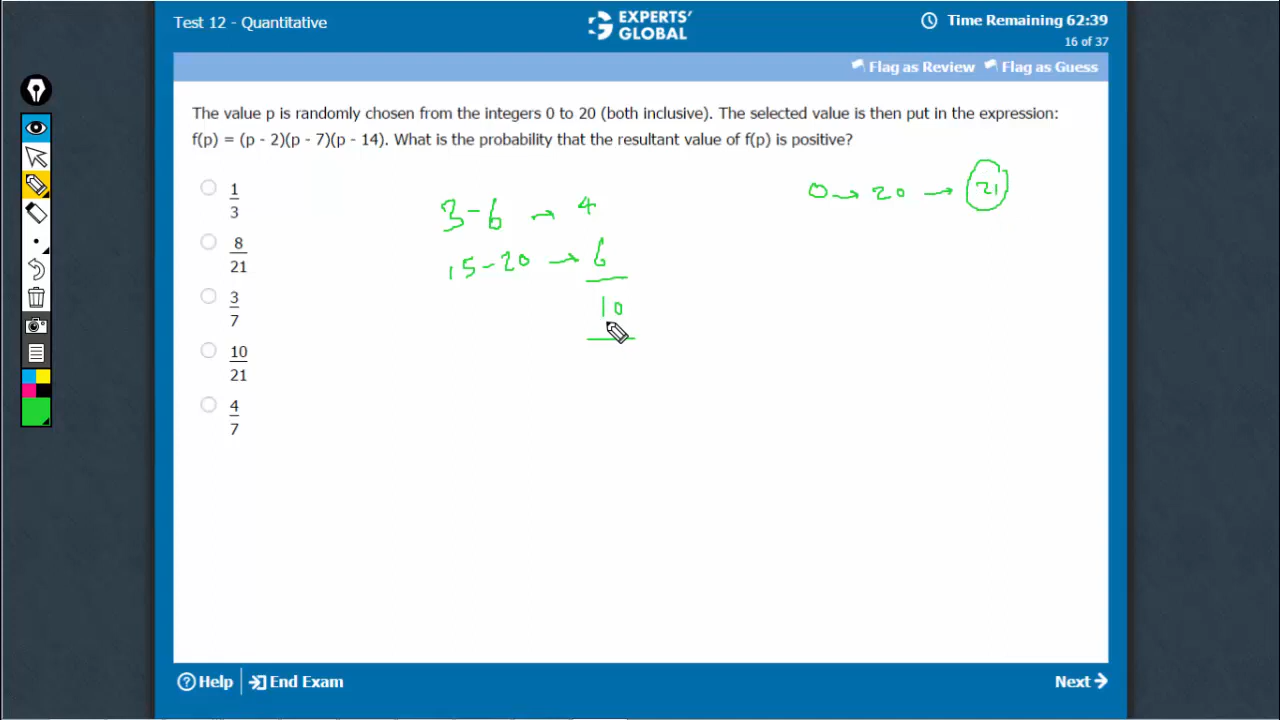 Test 12 - Quantitative
EXPERTS'
GLOBAL
Time Remaining 62:39
16 of 37
Flag as Review
Flag as Guess
The value p is randomly chosen from the integers 0 to 20 (both inclusive). The selected value is then put in the expression:
f(p) = (p - 2)(p - 7)(p - 14). What is the probability that the resultant value of f(p) is positive?
0 → 20 → 21
1
3
3 - 6 → 4
8
21
15 - 20 → 6
3
7
10
10
21
4
7
Help
End Exam
Next